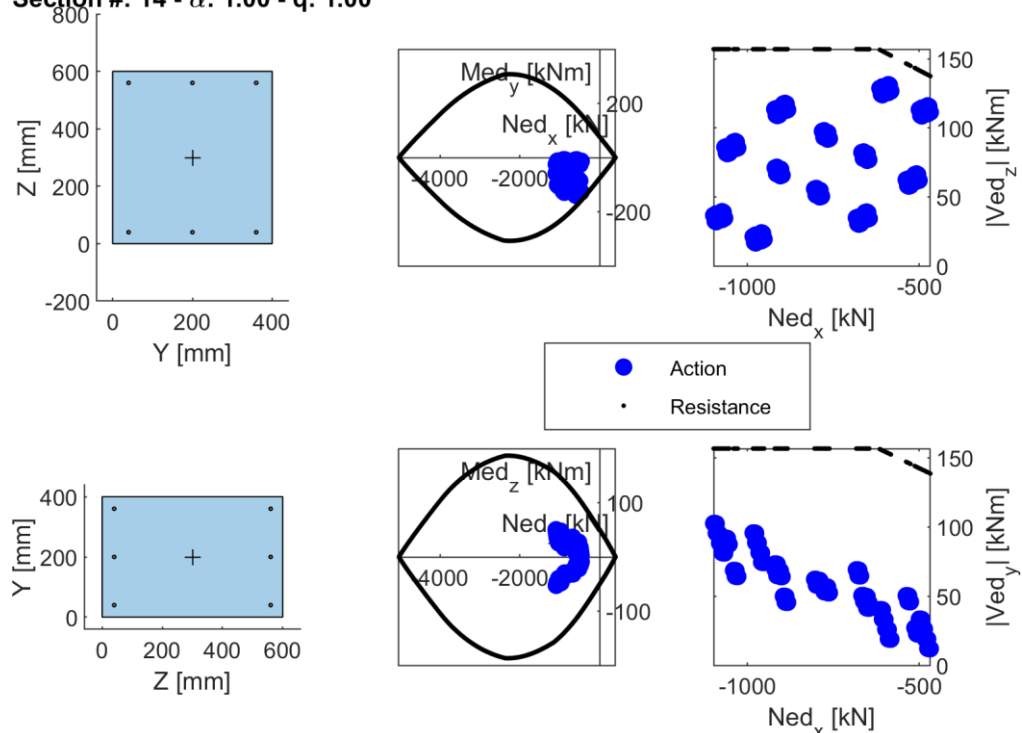 Section #: 14 - α: 1.00 - q: 1.00
800
600
400
200
0
-200
Z [mm]
0 200 400
Y [mm]
Med_y [kNm]
200
Ned_x [kN]
-4000 -2000
-200
150
100
50
0
|Ved_z| [kNm]
-1000 -500
Ned_x [kN]
Action
Resistance
400
200
0
Y [mm]
0 200 400 600
Z [mm]
Med_z [kNm]
100
Ned_x [kN]
-4000 -2000
-100
150
100
50
0
|Ved_y| [kNm]
-1000 -500
Ned_x [kN]